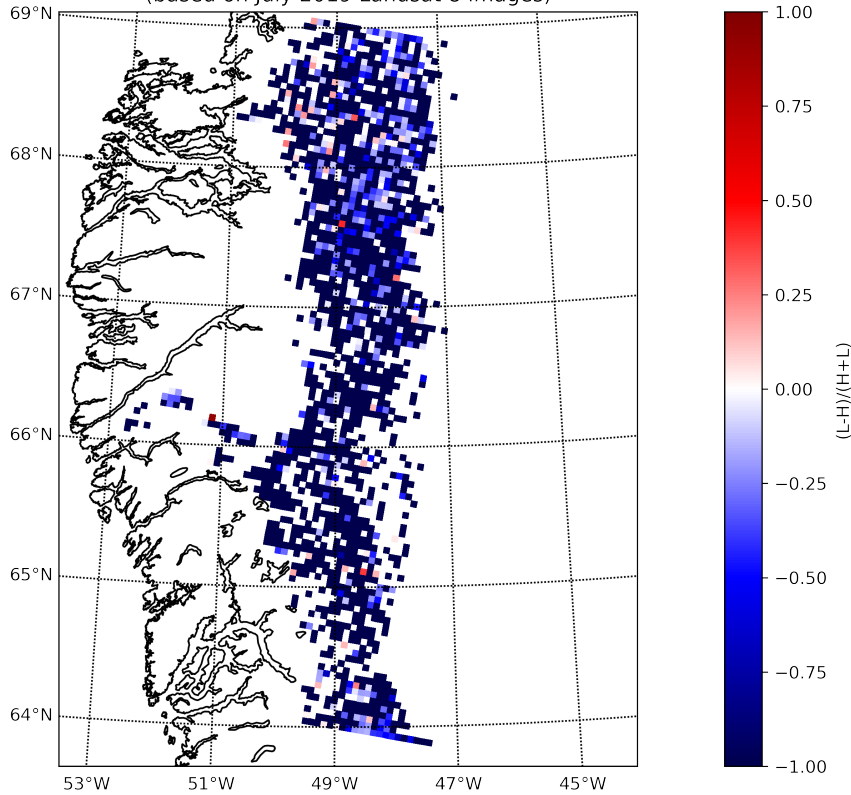 (based on July 2019 Landsat 8 images)
69°N
68°N
67°N
66°N
65°N
64°N
53°W
51°W
49°W
47°W
45°W
1.00
0.75
0.50
0.25
0.00
−0.25
−0.50
−0.75
−1.00
(L-H)/(H+L)